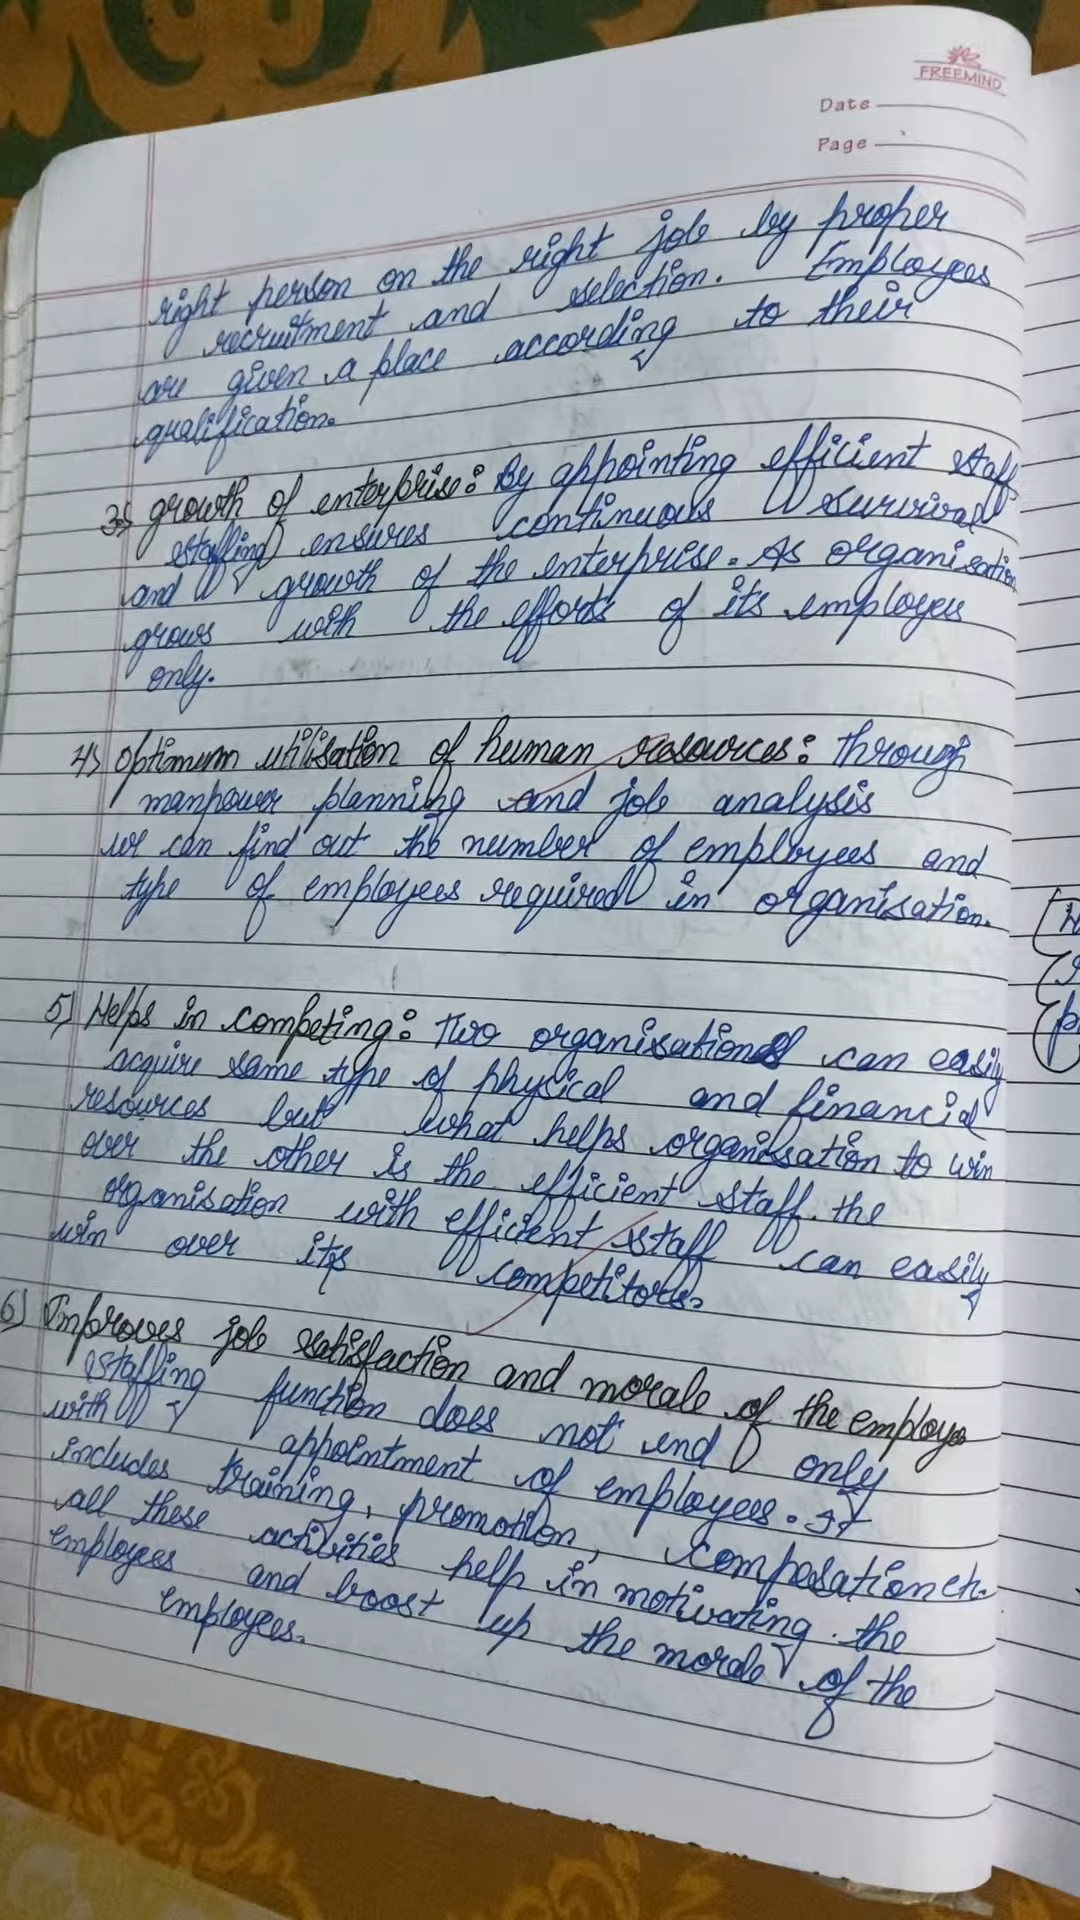 FREEMIND
Date
Page
right person on the right job by proper
recruitment and selection. Employees
are given a place according to their
qualification.
3) growth of enterprise: By appointing efficient staff
staffing ensures continuous survival
and growth of the enterprise. As organisation
grows with the efforts of its employees
only.
4) Optimum utilisation of human resources: through
manpower planning and job analysis
we can find out the number of employees and
type of employees required in organisation.
5) Helps in competing: Two organisations can easily
acquire same type of physical and financial
resources but what helps organisation to win
over the other is the efficient staff. the
organisation with efficient staff can easily
win over its competitors.
6) Improves job satisfaction and morale of the employee
staffing function does not end only
with appointment of employees. It
includes training, promotion, compesation etc.
all these activities help in motivating the
employees and boost up the morale of the
employees.